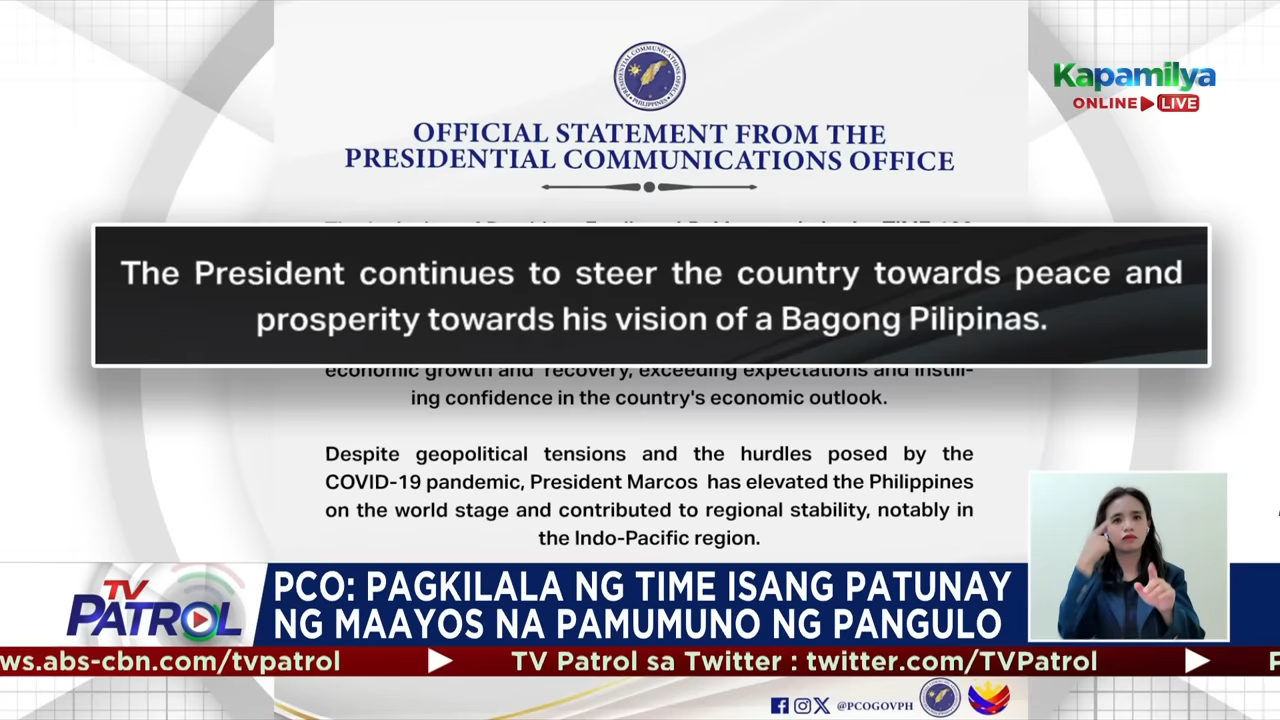 Kapamilya
ONLINE LIVE
OFFICIAL STATEMENT FROM THE
PRESIDENTIAL COMMUNICATIONS OFFICE
The President continues to steer the country towards peace and
prosperity towards his vision of a Bagong Pilipinas.
economic growth and recovery, exceeding expectations and instill-
ing confidence in the country's economic outlook.
Despite geopolitical tensions and the hurdles posed by the
COVID-19 pandemic, President Marcos has elevated the Philippines
on the world stage and contributed to regional stability, notably in
the Indo-Pacific region.
TV PATROL
PCO: PAGKILALA NG TIME ISANG PATUNAY
NG MAAYOS NA PAMUMUNO NG PANGULO
ws.abs-cbn.com/tvpatrol TV Patrol sa Twitter : twitter.com/TVPatrol
@PCOGOVPH